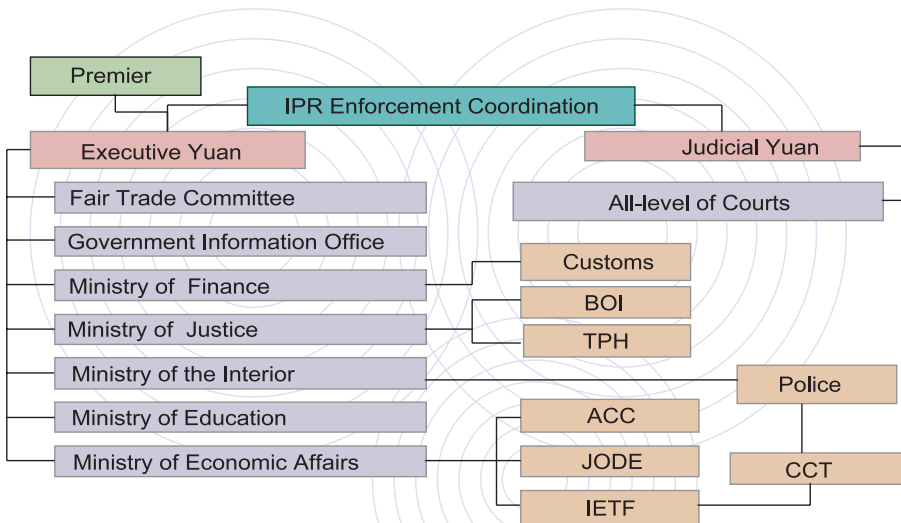 Premier
IPR Enforcement Coordination
Executive Yuan
Judicial Yuan
Fair Trade Committee
All-level of Courts
Government Information Office
Ministry of Finance
Customs
Ministry of Justice
BOI
TPH
Ministry of the Interior
Police
Ministry of Education
ACC
Ministry of Economic Affairs
JODE
CCT
IETF